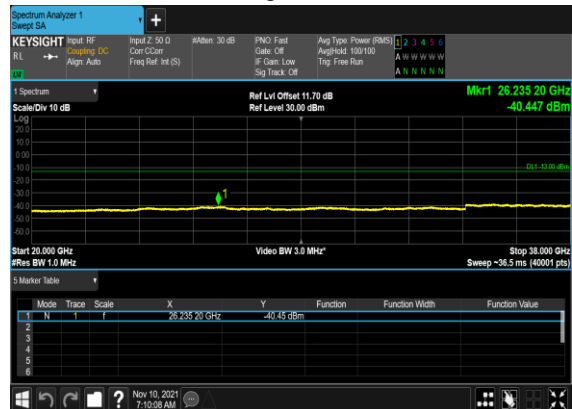 Spectrum Analyzer 1
Swept SA
KEYSIGHT Input: RF Input Z: 50 Ω #Atten: 30 dB PNO: Fast Avg Type: Power (RMS) 1 2 3 4 5 6
RL Coupling: DC Corr CCorr Gate: Off Avg|Hold: 100/100 A W W W W W
Align: Auto Freq Ref: Int (S) IF Gain: Low Trig: Free Run
Sig Track: Off A N N N N N
LW
1 Spectrum Ref Lvl Offset 11.70 dB Mkr1 26.235 20 GHz
Scale/Div 10 dB Ref Level 30.00 dBm -40.447 dBm
Log
20.0
10.0
0.00
-10.0
DL1 -13.00 dBm
-20.0
-30.0
1
-40.0
-50.0
-60.0
Start 20.000 GHz Video BW 3.0 MHz* Stop 38.000 GHz
#Res BW 1.0 MHz Sweep ~36.5 ms (40001 pts)
5 Marker Table
Mode Trace Scale X Y Function Function Width Function Value
1 N 1 f 26.235 20 GHz -40.45 dBm
2
3
4
5
6
? Nov 10, 2021
7:10:08 AM